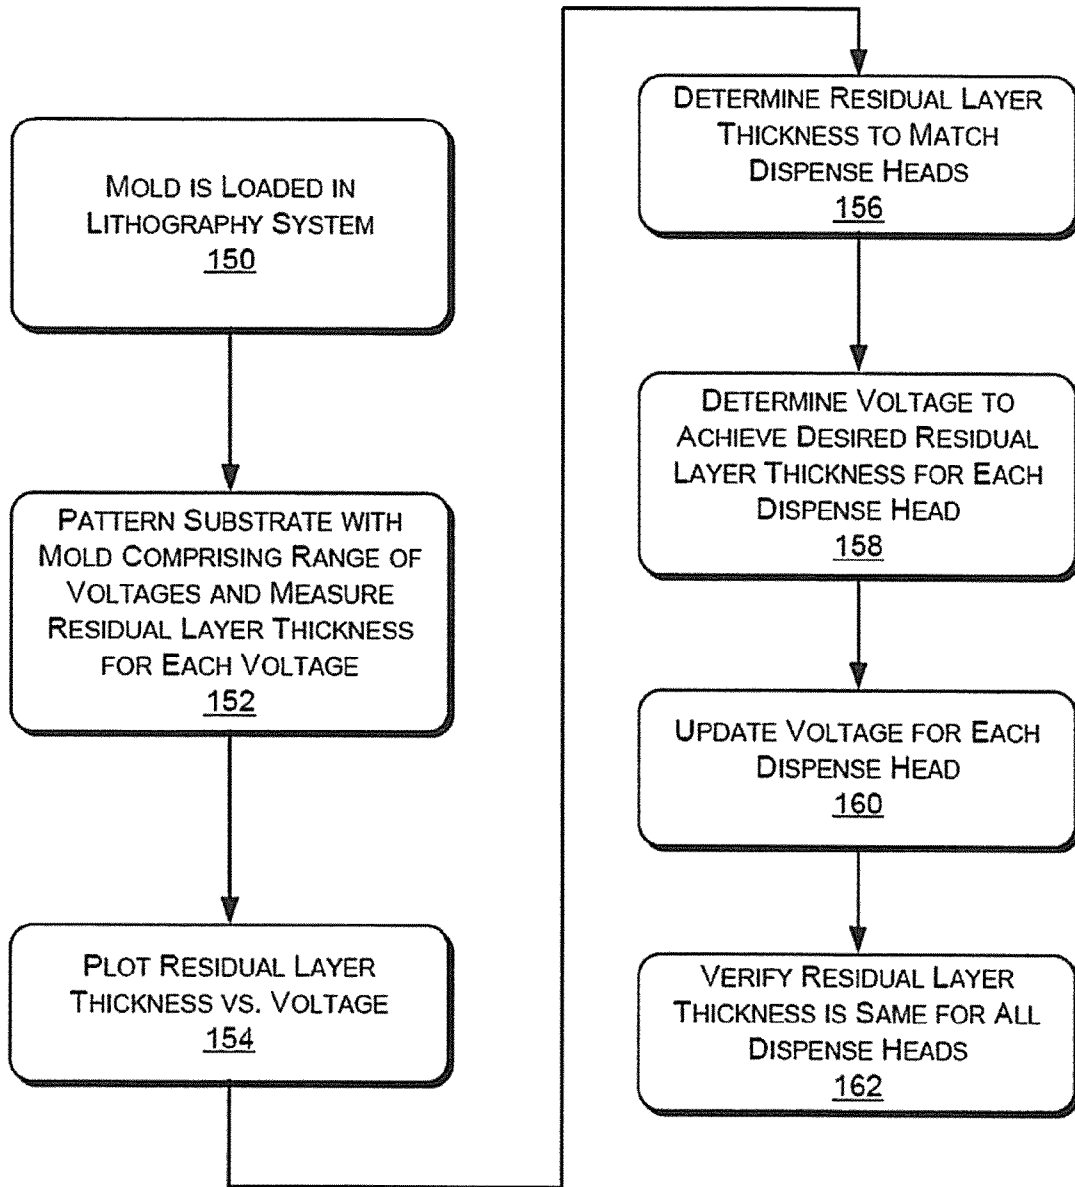 MOLD IS LOADED IN
LITHOGRAPHY SYSTEM
150
PATTERN SUBSTRATE WITH
MOLD COMPRISING RANGE OF
VOLTAGES AND MEASURE
RESIDUAL LAYER THICKNESS
FOR EACH VOLTAGE
152
PLOT RESIDUAL LAYER
THICKNESS VS. VOLTAGE
154
DETERMINE RESIDUAL LAYER
THICKNESS TO MATCH
DISPENSE HEADS
156
DETERMINE VOLTAGE TO
ACHIEVE DESIRED RESIDUAL
LAYER THICKNESS FOR EACH
DISPENSE HEAD
158
UPDATE VOLTAGE FOR EACH
DISPENSE HEAD
160
VERIFY RESIDUAL LAYER
THICKNESS IS SAME FOR ALL
DISPENSE HEADS
162